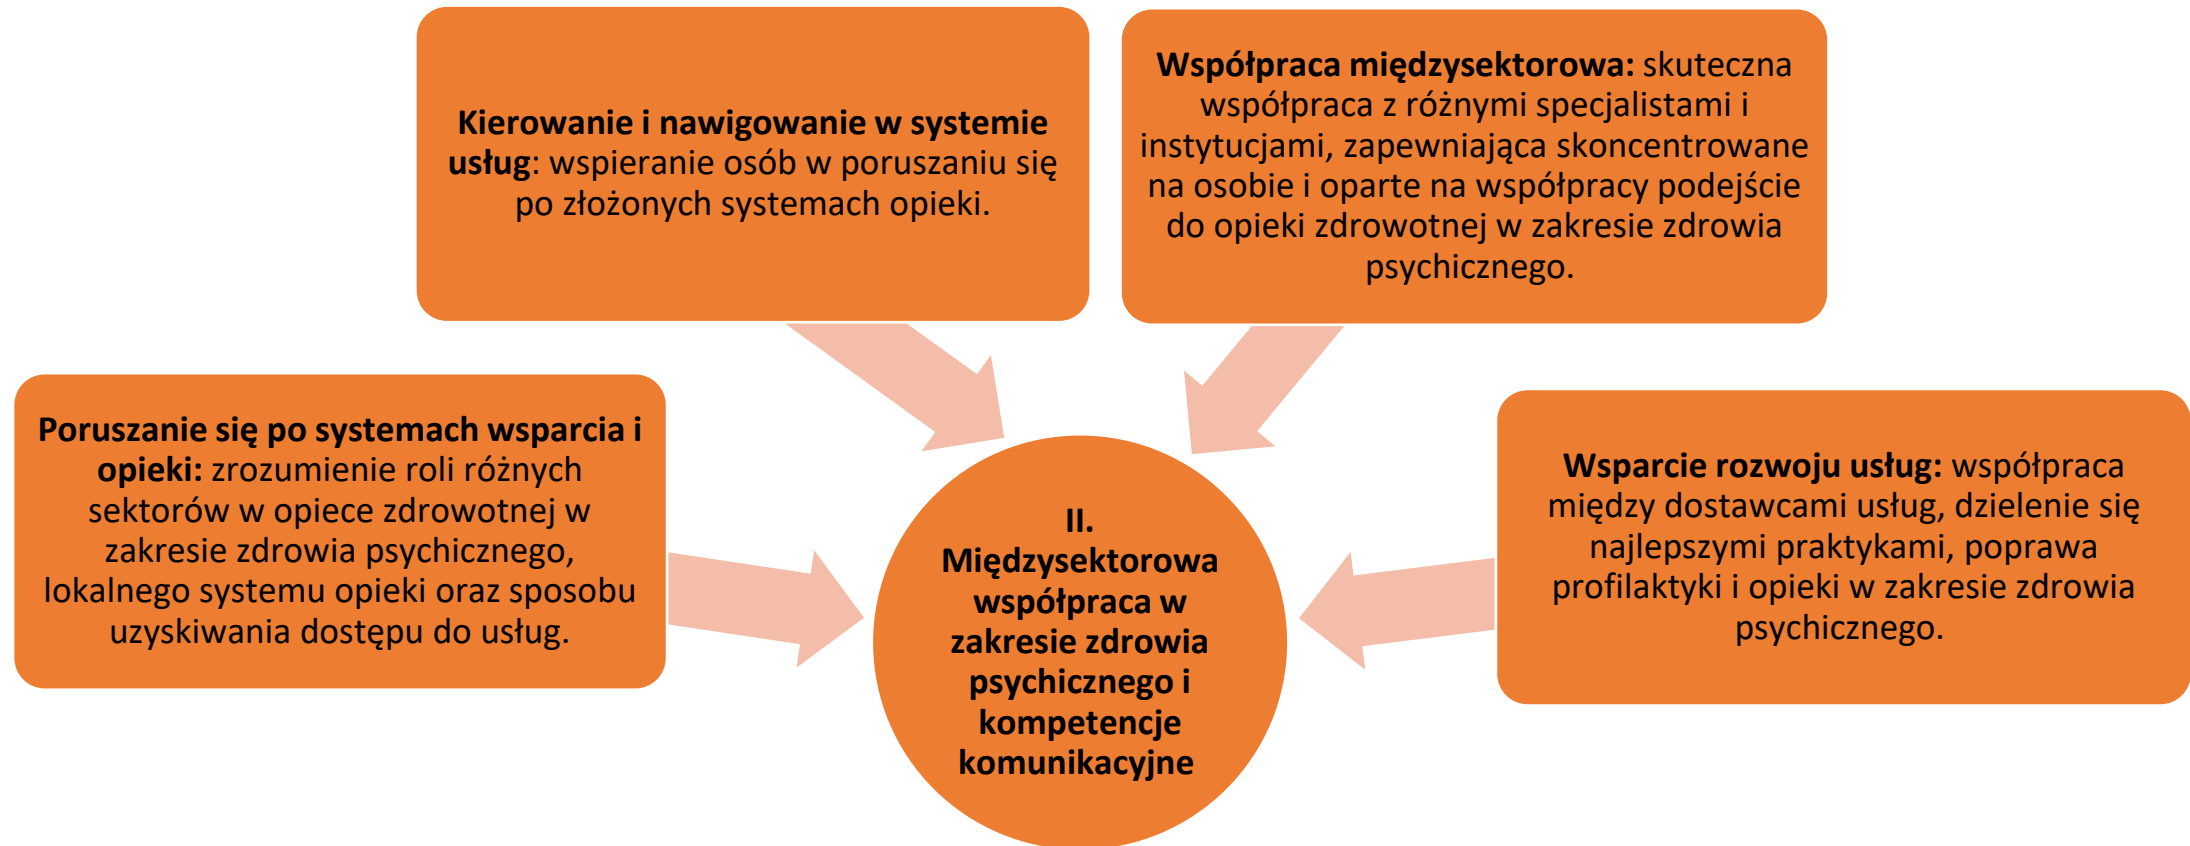 Kierowanie i nawigowanie w systemie
usług: wspieranie osób w poruszaniu się
po złożonych systemach opieki.
Współpraca międzysektorowa: skuteczna
współpraca z różnymi specjalistami i
instytucjami, zapewniająca skoncentrowane
na osobie i oparte na współpracy podejście
do opieki zdrowotnej w zakresie zdrowia
psychicznego.
Poruszanie się po systemach wsparcia i
opieki: zrozumienie roli różnych
sektorów w opiece zdrowotnej w
zakresie zdrowia psychicznego,
lokalnego systemu opieki oraz sposobu
uzyskiwania dostępu do usług.
Wsparcie rozwoju usług: współpraca
między dostawcami usług, dzielenie się
najlepszymi praktykami, poprawa
profilaktyki i opieki w zakresie zdrowia
psychicznego.
II.
Międzysektorowa
współpraca w
zakresie zdrowia
psychicznego i
kompetencje
komunikacyjne